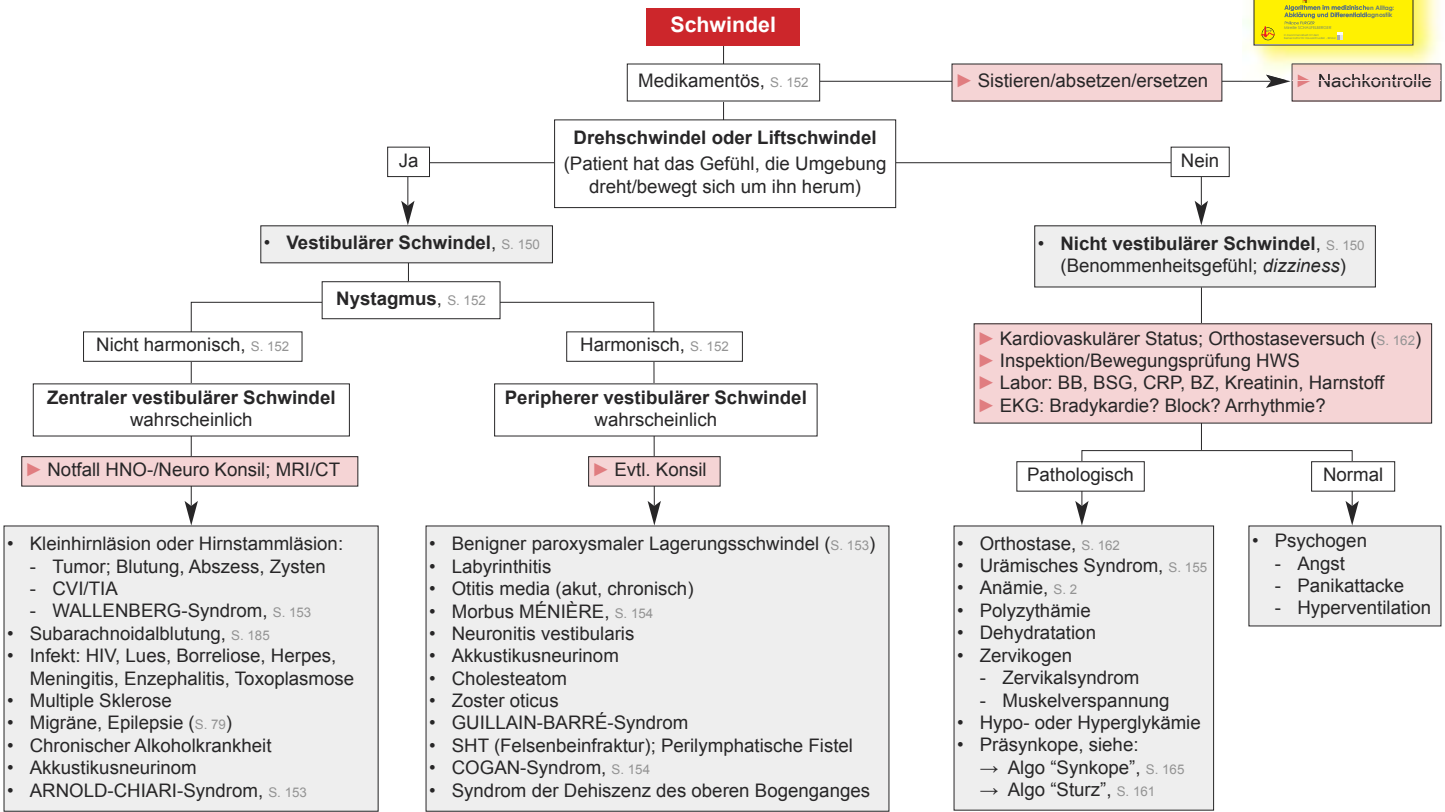 Algorithmen im medizinischen Alltag:
Abklärung und Differentialdiagnostik
Schwindel
Medikamentös, S. 152
► Sistieren/absetzen/ersetzen
► Nachkontrolle
Drehschwindel oder Liftschwindel
(Patient hat das Gefühl, die Umgebung
dreht/bewegt sich um ihn herum)
Ja
Nein
• Vestibulärer Schwindel, S. 150
• Nicht vestibulärer Schwindel, S. 150
(Benommenheitsgefühl; dizziness)
Nystagmus, S. 152
Nicht harmonisch, S. 152
Harmonisch, S. 152
Zentraler vestibulärer Schwindel
wahrscheinlich
Peripherer vestibulärer Schwindel
wahrscheinlich
► Kardiovaskulärer Status; Orthostaseversuch (S. 162)
► Inspektion/Bewegungsprüfung HWS
► Labor: BB, BSG, CRP, BZ, Kreatinin, Harnstoff
► EKG: Bradykardie? Block? Arrhythmie?
► Notfall HNO-/Neuro Konsil; MRI/CT
► Evtl. Konsil
Pathologisch
Normal
• Kleinhirnläsion oder Hirnstammläsion:
- Tumor; Blutung, Abszess, Zysten
- CVI/TIA
- WALLENBERG-Syndrom, S. 153
• Subarachnoidalblutung, S. 185
• Infekt: HIV, Lues, Borreliose, Herpes,
Meningitis, Enzephalitis, Toxoplasmose
• Multiple Sklerose
• Migräne, Epilepsie (S. 79)
• Chronischer Alkoholkrankheit
• Akkustikusneurinom
• ARNOLD-CHIARI-Syndrom, S. 153
• Benigner paroxysmaler Lagerungsschwindel (S. 153)
• Labyrinthitis
• Otitis media (akut, chronisch)
• Morbus MÉNIÈRE, S. 154
• Neuronitis vestibularis
• Akkustikusneurinom
• Cholesteatom
• Zoster oticus
• GUILLAIN-BARRÉ-Syndrom
• SHT (Felsenbeinfraktur); Perilymphatische Fistel
• COGAN-Syndrom, S. 154
• Syndrom der Dehiszenz des oberen Bogenganges
• Orthostase, S. 162
• Urämisches Syndrom, S. 155
• Anämie, S. 2
• Polyzythämie
• Dehydratation
• Zervikogen
- Zervikalsyndrom
- Muskelverspannung
• Hypo- oder Hyperglykämie
• Präsynkope, siehe:
→ Algo “Synkope”, S. 165
→ Algo “Sturz”, S. 161
• Psychogen
- Angst
- Panikattacke
- Hyperventilation